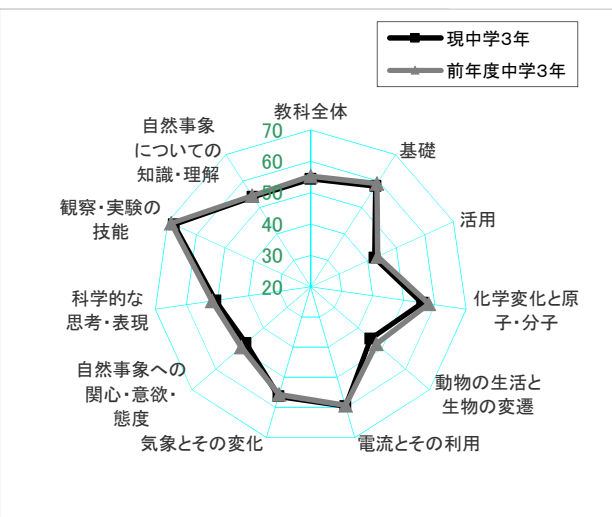 現中学3年
前年度中学3年
教科全体
基礎
活用
化学変化と原
子・分子
動物の生活と
生物の変遷
電流とその利用
気象とその変化
自然事象への
関心・意欲・
態度
科学的な
思考・表現
観察・実験の
技能
自然事象
についての
知識・理解
70
60
50
40
30
20